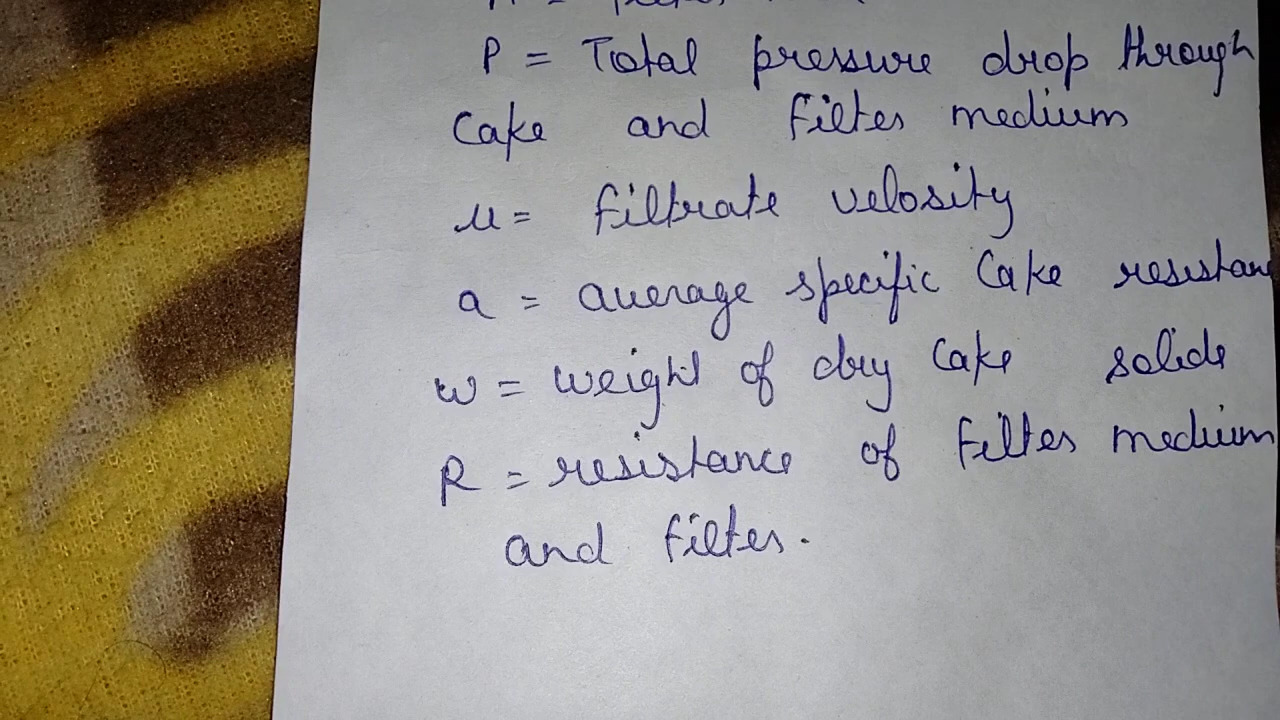 P = Total pressure drop through
Cake and filter medium
u = filtrate velosity
a = average specific Cake resistan
w = weight of dry Cake solids
R = resistance of filter medium
and filter.